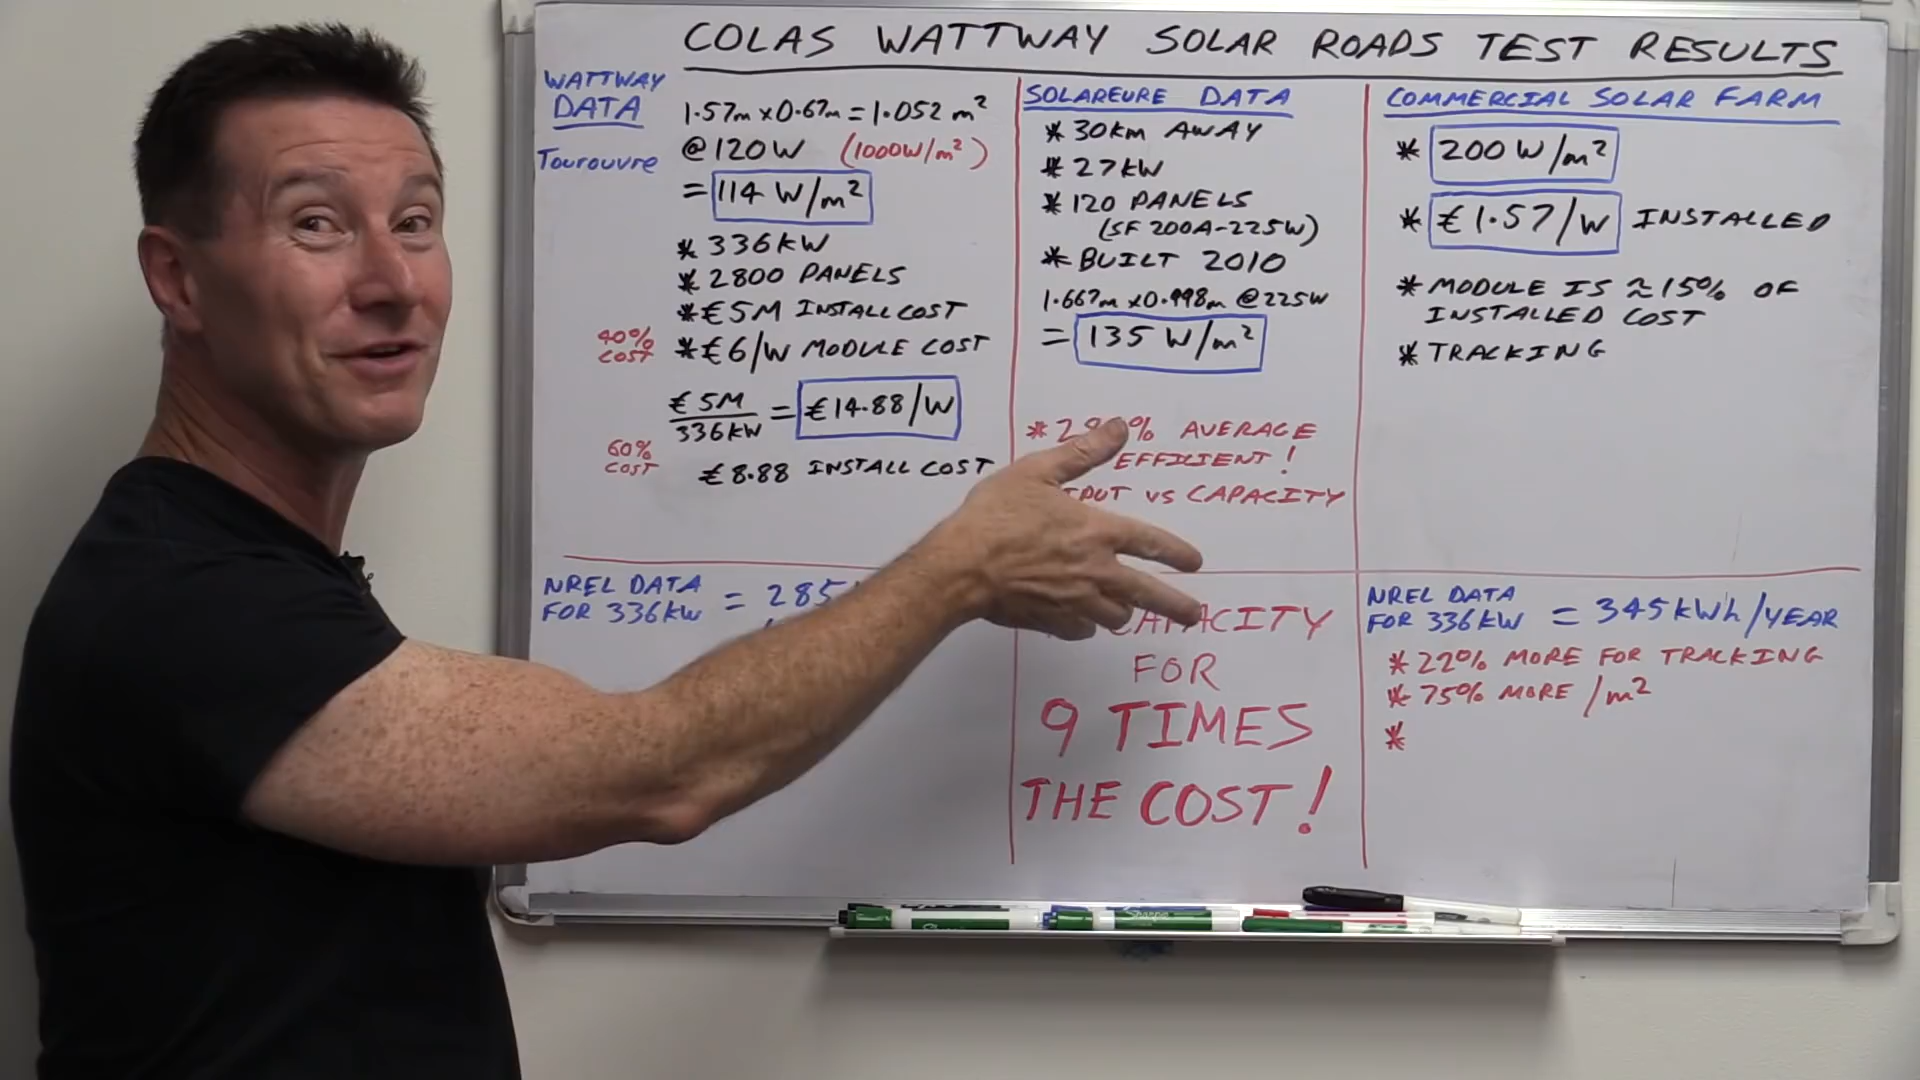 COLAS WATTWAY SOLAR ROADS TEST RESULTS
WATTWAY
DATA
Tourouvre
1.57m x 0.67m = 1.052 m²
@ 120W (1000W/m²)
= 114 W/m²
* 336KW
* 2800 PANELS
* €5M INSTALL COST
40%
COST
* €6/W MODULE COST
€5M
336KW
= €14.88/W
60%
COST
€8.88 INSTALL COST
SOLAREURE DATA
* 30KM AWAY
* 27KW
* 120 PANELS
(SF 200A-225W)
* BUILT 2010
1.667m x 0.998m @ 225W
= 135 W/m²
* % AVERAGE
EFFICIENT!
VS CAPACITY
COMMERCIAL SOLAR FARM
* 200 W/m²
* €1.57/W INSTALLED
* MODULE IS ≈15% OF
INSTALLED COST
* TRACKING
NREL DATA
FOR 336KW = 285
CAPACITY
FOR
9 TIMES
THE COST!
NREL DATA
FOR 336KW = 345KWh/YEAR
* 22% MORE FOR TRACKING
* 75% MORE /m²
*
Sharpie